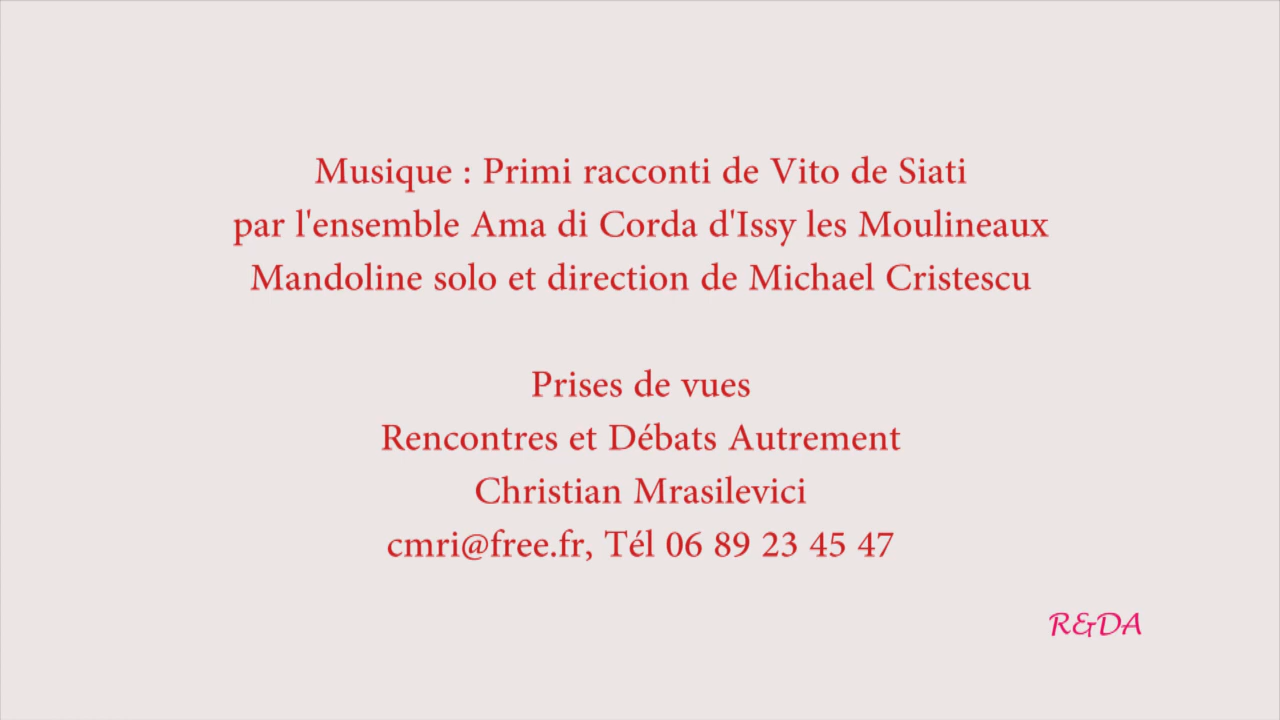 Musique : Primi racconti de Vito de Siati
par l'ensemble Ama di Corda d'Issy les Moulineaux
Mandoline solo et direction de Michael Cristescu
Prises de vues
Rencontres et Débats Autrement
Christian Mrasilevici
cmri@free.fr, Tél 06 89 23 45 47
R&DA